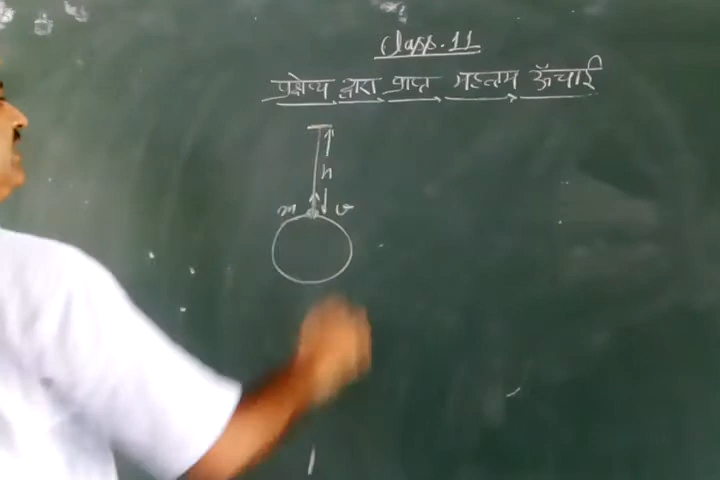 Class. 11
प्रक्षेप्य द्वारा प्राप्त महत्तम ऊँचाई
h
m v